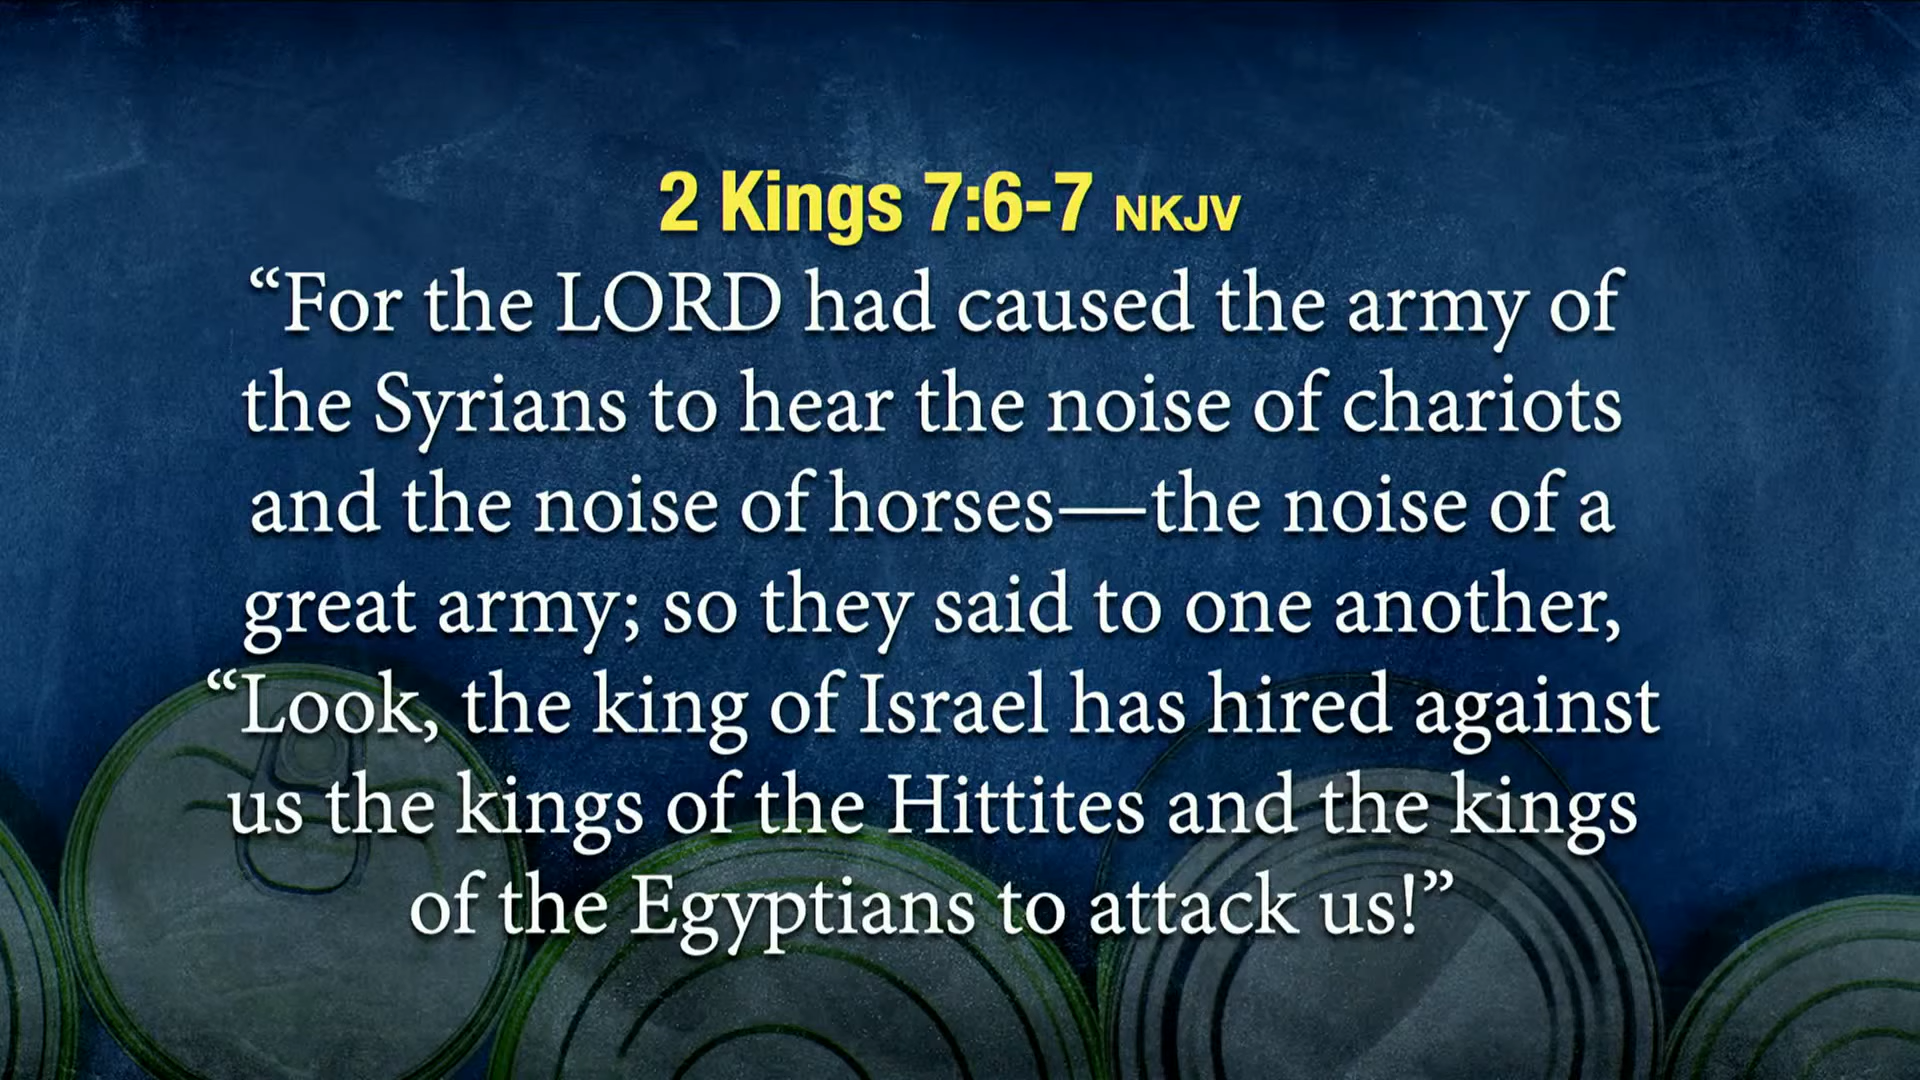 2 Kings 7:6-7 NKJV
“For the LORD had caused the army of
the Syrians to hear the noise of chariots
and the noise of horses—the noise of a
great army; so they said to one another,
“Look, the king of Israel has hired against
us the kings of the Hittites and the kings
of the Egyptians to attack us!”